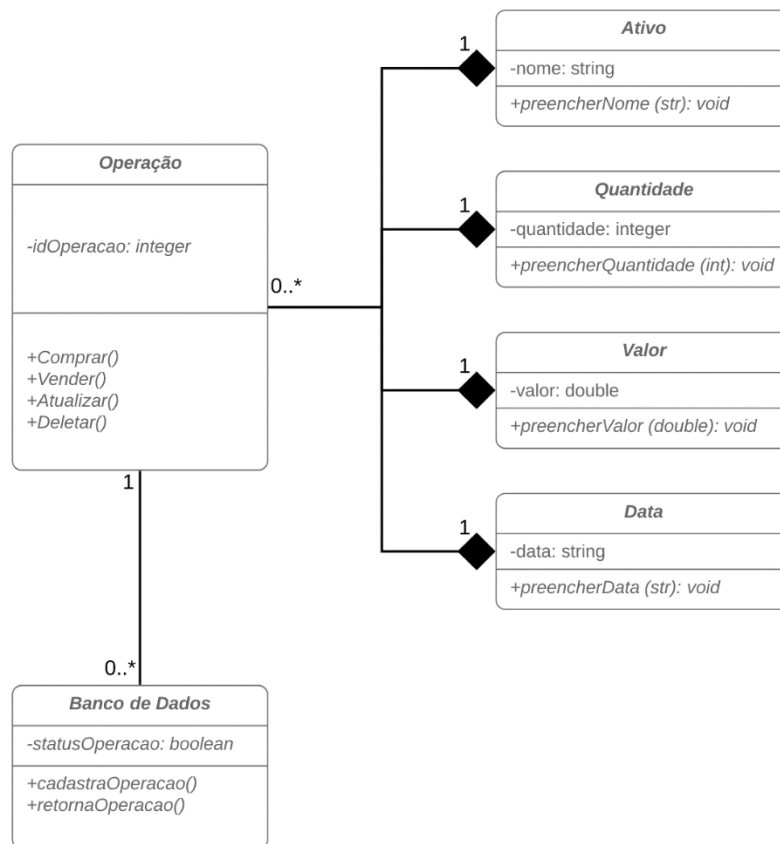 Ativo
1
-nome: string
+preencherNome (str): void
Operação
-idOperacao: integer
0..*
+Comprar()
+Vender()
+Atualizar()
+Deletar()
1
Quantidade
1
-quantidade: integer
+preencherQuantidade (int): void
Valor
1
-valor: double
+preencherValor (double): void
Data
1
-data: string
+preencherData (str): void
0..*
Banco de Dados
-statusOperacao: boolean
+cadastraOperacao()
+retornaOperacao()